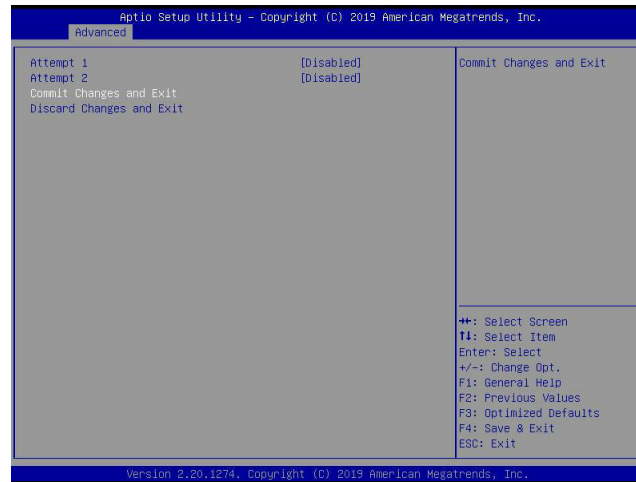 Aptio Setup Utility – Copyright (C) 2019 American Megatrends, Inc.
Advanced
Attempt 1 [Disabled]
Attempt 2 [Disabled]
Commit Changes and Exit
Discard Changes and Exit
Commit Changes and Exit
→←: Select Screen
↑↓: Select Item
Enter: Select
+/-: Change Opt.
F1: General Help
F2: Previous Values
F3: Optimized Defaults
F4: Save & Exit
ESC: Exit
Version 2.20.1274. Copyright (C) 2019 American Megatrends, Inc.